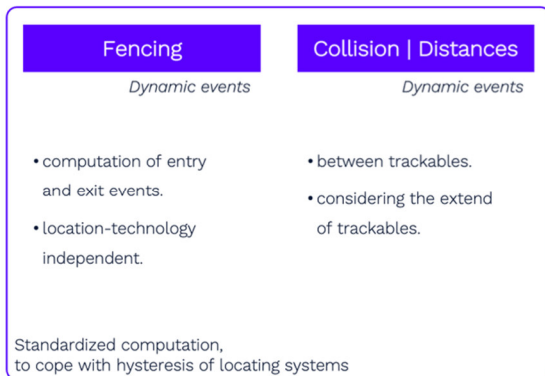 Fencing
Dynamic events
• computation of entry
and exit events.
• location-technology
independent.
Collision | Distances
Dynamic events
• between trackables.
• considering the extend
of trackables.
Standardized computation,
to cope with hysteresis of locating systems